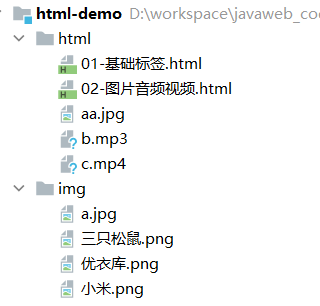 html-demo D:\workspace\javaweb_co
html
01-基础标签.html
02-图片音频视频.html
aa.jpg
b.mp3
c.mp4
img
a.jpg
三只松鼠.png
优衣库.png
小米.png